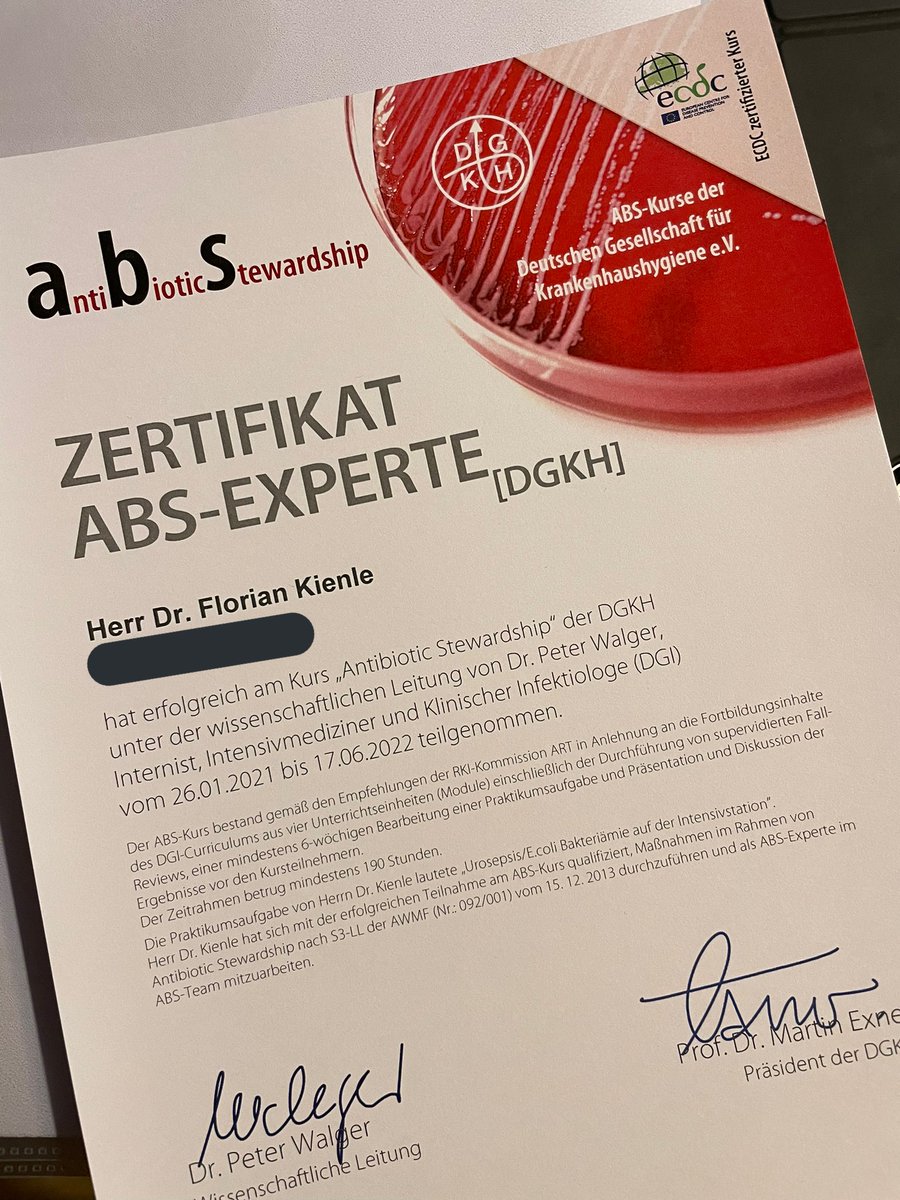 ecdc
EUROPEAN CENTRE FOR
DISEASE PREVENTION
AND CONTROL
ECDC zertifizierter Kurs
D G
K H
ABS-Kurse der
Deutschen Gesellschaft für
Krankenhaushygiene e.V.
antibioticStewardship
ZERTIFIKAT
ABS-EXPERTE [DGKH]
Herr Dr. Florian Kienle
hat erfolgreich am Kurs „Antibiotic Stewardship“ der DGKH
unter der wissenschaftlichen Leitung von Dr. Peter Walger,
Internist, Intensivmediziner und Klinischer Infektiologe (DGI)
vom 26.01.2021 bis 17.06.2022 teilgenommen.
Der ABS-Kurs bestand gemäß den Empfehlungen der RKI-Kommission ART in Anlehnung an die Fortbildungsinhalte
des DGI-Curriculums aus vier Unterrichtseinheiten (Module) einschließlich der Durchführung von supervidierten Fall-
Reviews, einer mindestens 6-wöchigen Bearbeitung einer Praktikumsaufgabe und Präsentation und Diskussion der
Ergebnisse vor den Kursteilnehmern.
Der Zeitrahmen betrug mindestens 190 Stunden.
Die Praktikumsaufgabe von Herrn Dr. Kienle lautete „Urosepsis/E.coli Bakteriämie auf der Intensivstation“.
Herr Dr. Kienle hat sich mit der erfolgreichen Teilnahme am ABS-Kurs qualifiziert, Maßnahmen im Rahmen von
Antibiotic Stewardship nach S3-LL der AWMF (Nr.: 092/001) vom 15. 12. 2013 durchzuführen und als ABS-Experte im
ABS-Team mitzuarbeiten.
Prof. Dr. Martin Exne
Präsident der DGK
Dr. Peter Walger
Wissenschaftliche Leitung